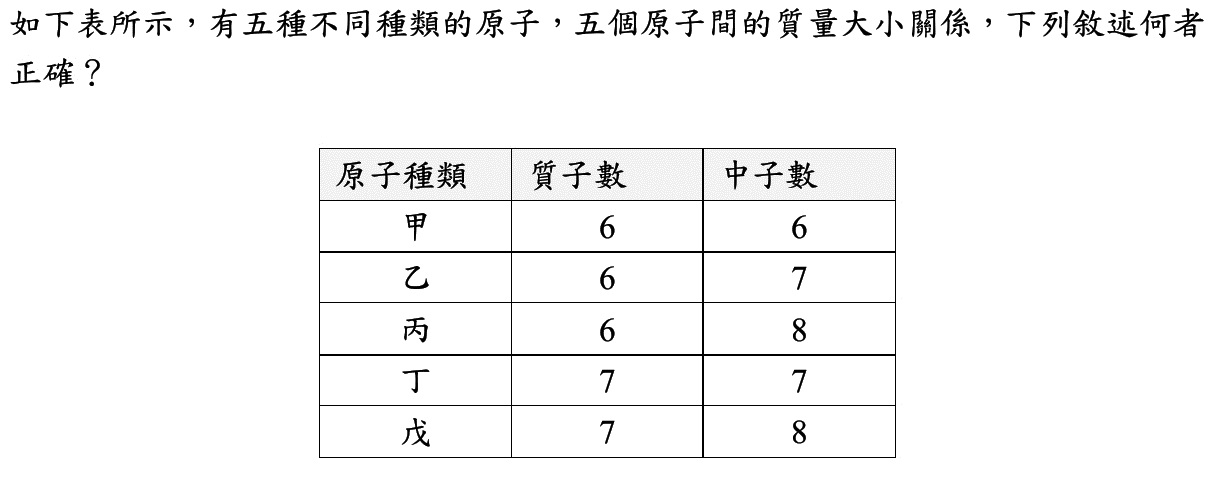 如下表所示，有五種不同種類的原子，五個原子間的質量大小關係，下列敘述何者
正確？
原子種類 質子數 中子數
甲 6 6
乙 6 7
丙 6 8
丁 7 7
戊 7 8